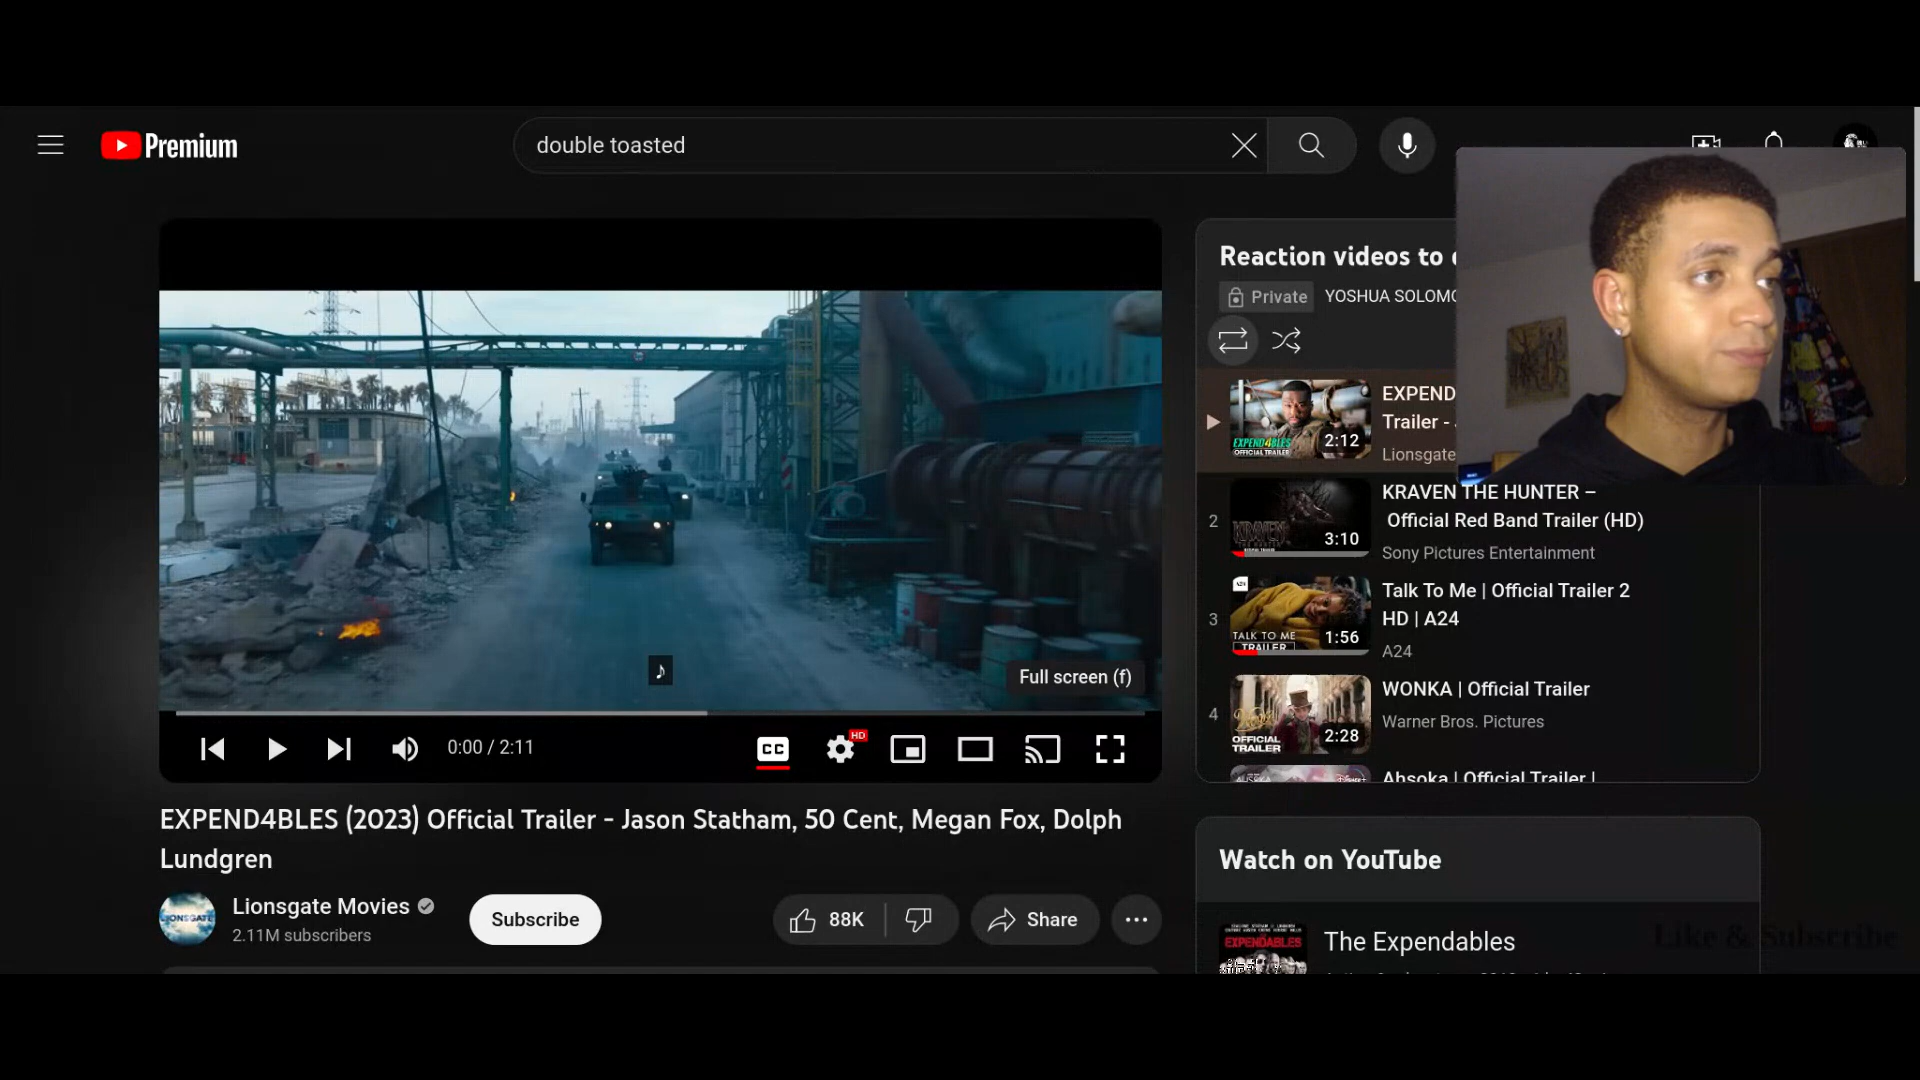 Premium
double toasted
Full screen (f)
♪
0:00 / 2:11
CC
HD
EXPEND4BLES (2023) Official Trailer - Jason Statham, 50 Cent, Megan Fox, Dolph
Lundgren
Lionsgate Movies
2.11M subscribers
Subscribe
88K
Share
Reaction videos to
Private YOSHUA SOLOMO
EXPEND4BLES
OFFICIAL TRAILER
2:12
EXPEND
Trailer -
Lionsgate
2
KRAVEN
3:10
KRAVEN THE HUNTER –
Official Red Band Trailer (HD)
Sony Pictures Entertainment
3
TALK TO ME
TRAILER
1:56
Talk To Me | Official Trailer 2
HD | A24
A24
4
OFFICIAL
TRAILER
2:28
WONKA | Official Trailer
Warner Bros. Pictures
Ahsoka | Official Trailer |
Watch on YouTube
EXPENDABLES
The Expendables
Like & Subscribe